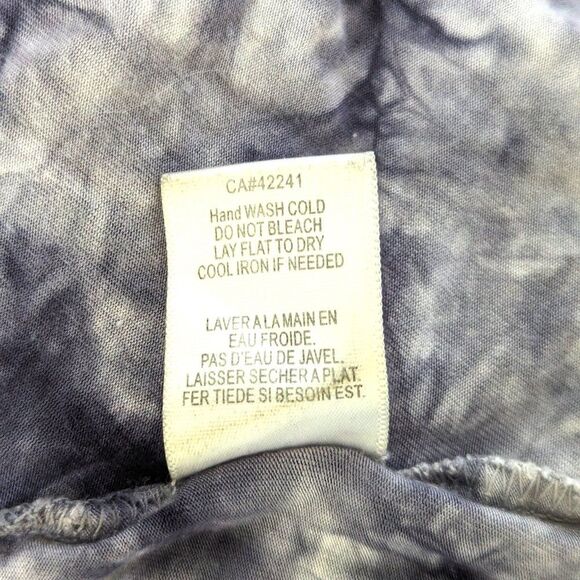 CA#42241
Hand WASH COLD
DO NOT BLEACH
LAY FLAT TO DRY
COOL IRON IF NEEDED
LAVER A LA MAIN EN
EAU FROIDE.
PAS D'EAU DE JAVEL.
LAISSER SECHER A PLAT.
FER TIEDE SI BESOIN EST.